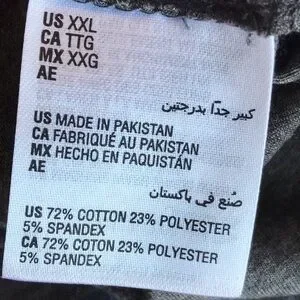 US XXL
CA TTG
MX XXG
AE
كبير جدًا بدرجتين
US MADE IN PAKISTAN
CA FABRIQUÉ AU PAKISTAN
MX HECHO EN PAQUISTÁN
AE
صُنع في باكستان
US 72% COTTON 23% POLYESTER
5% SPANDEX
CA 72% COTON 23% POLYESTER
5% SPANDEX